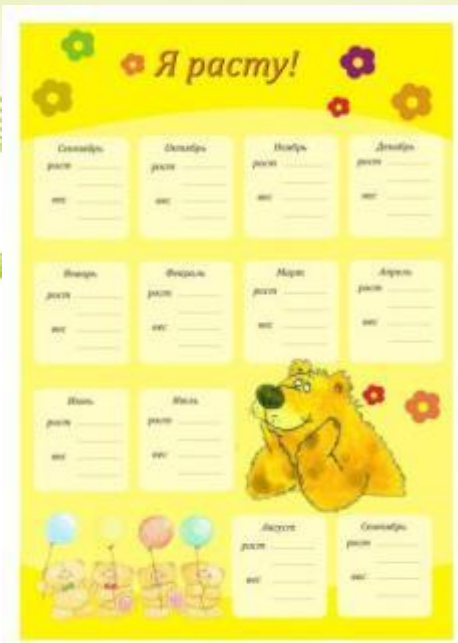 Я расту!
Сентябрь Октябрь Ноябрь Декабрь
рост рост рост рост
вес вес вес вес
Январь Февраль Март Апрель
рост рост рост рост
вес вес вес вес
Июнь Июль
рост рост
вес вес
Август Сентябрь
рост рост
вес вес